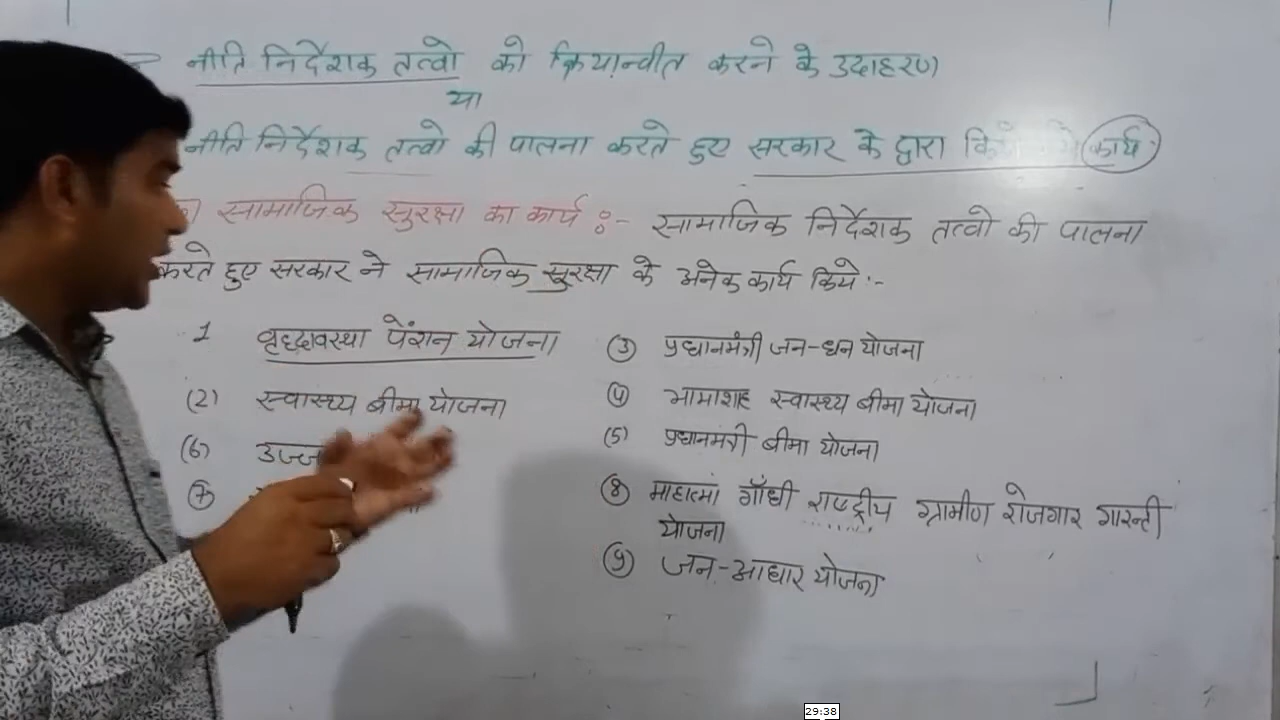 नीति निर्देशक तत्वो को क्रियान्वीत करने के उदाहरण
या
नीति निर्देशक तत्वो की पालना करते हुए सरकार के द्वारा कार्य
सामाजिक सुरक्षा का कार्य :- सामाजिक निर्देशक तत्वो की पालना
करते हुए सरकार ने सामाजिक सुरक्षा के अनेक कार्य किये :-
1 वृद्दावस्था पेंशन योजना
(2) स्वास्थ्य बीमा योजना
(6)
(7)
(3) प्रधानमंत्री जन-धन योजना
(4) भामाशाह स्वास्थ्य बीमा योजना
(5) प्रधानमंत्री बीमा योजना
(8) माहात्मां गाँधी राष्ट्रीय ग्रामीण रोजगार गारन्टी
योजना
(9) जन-आधार योजना
29:38